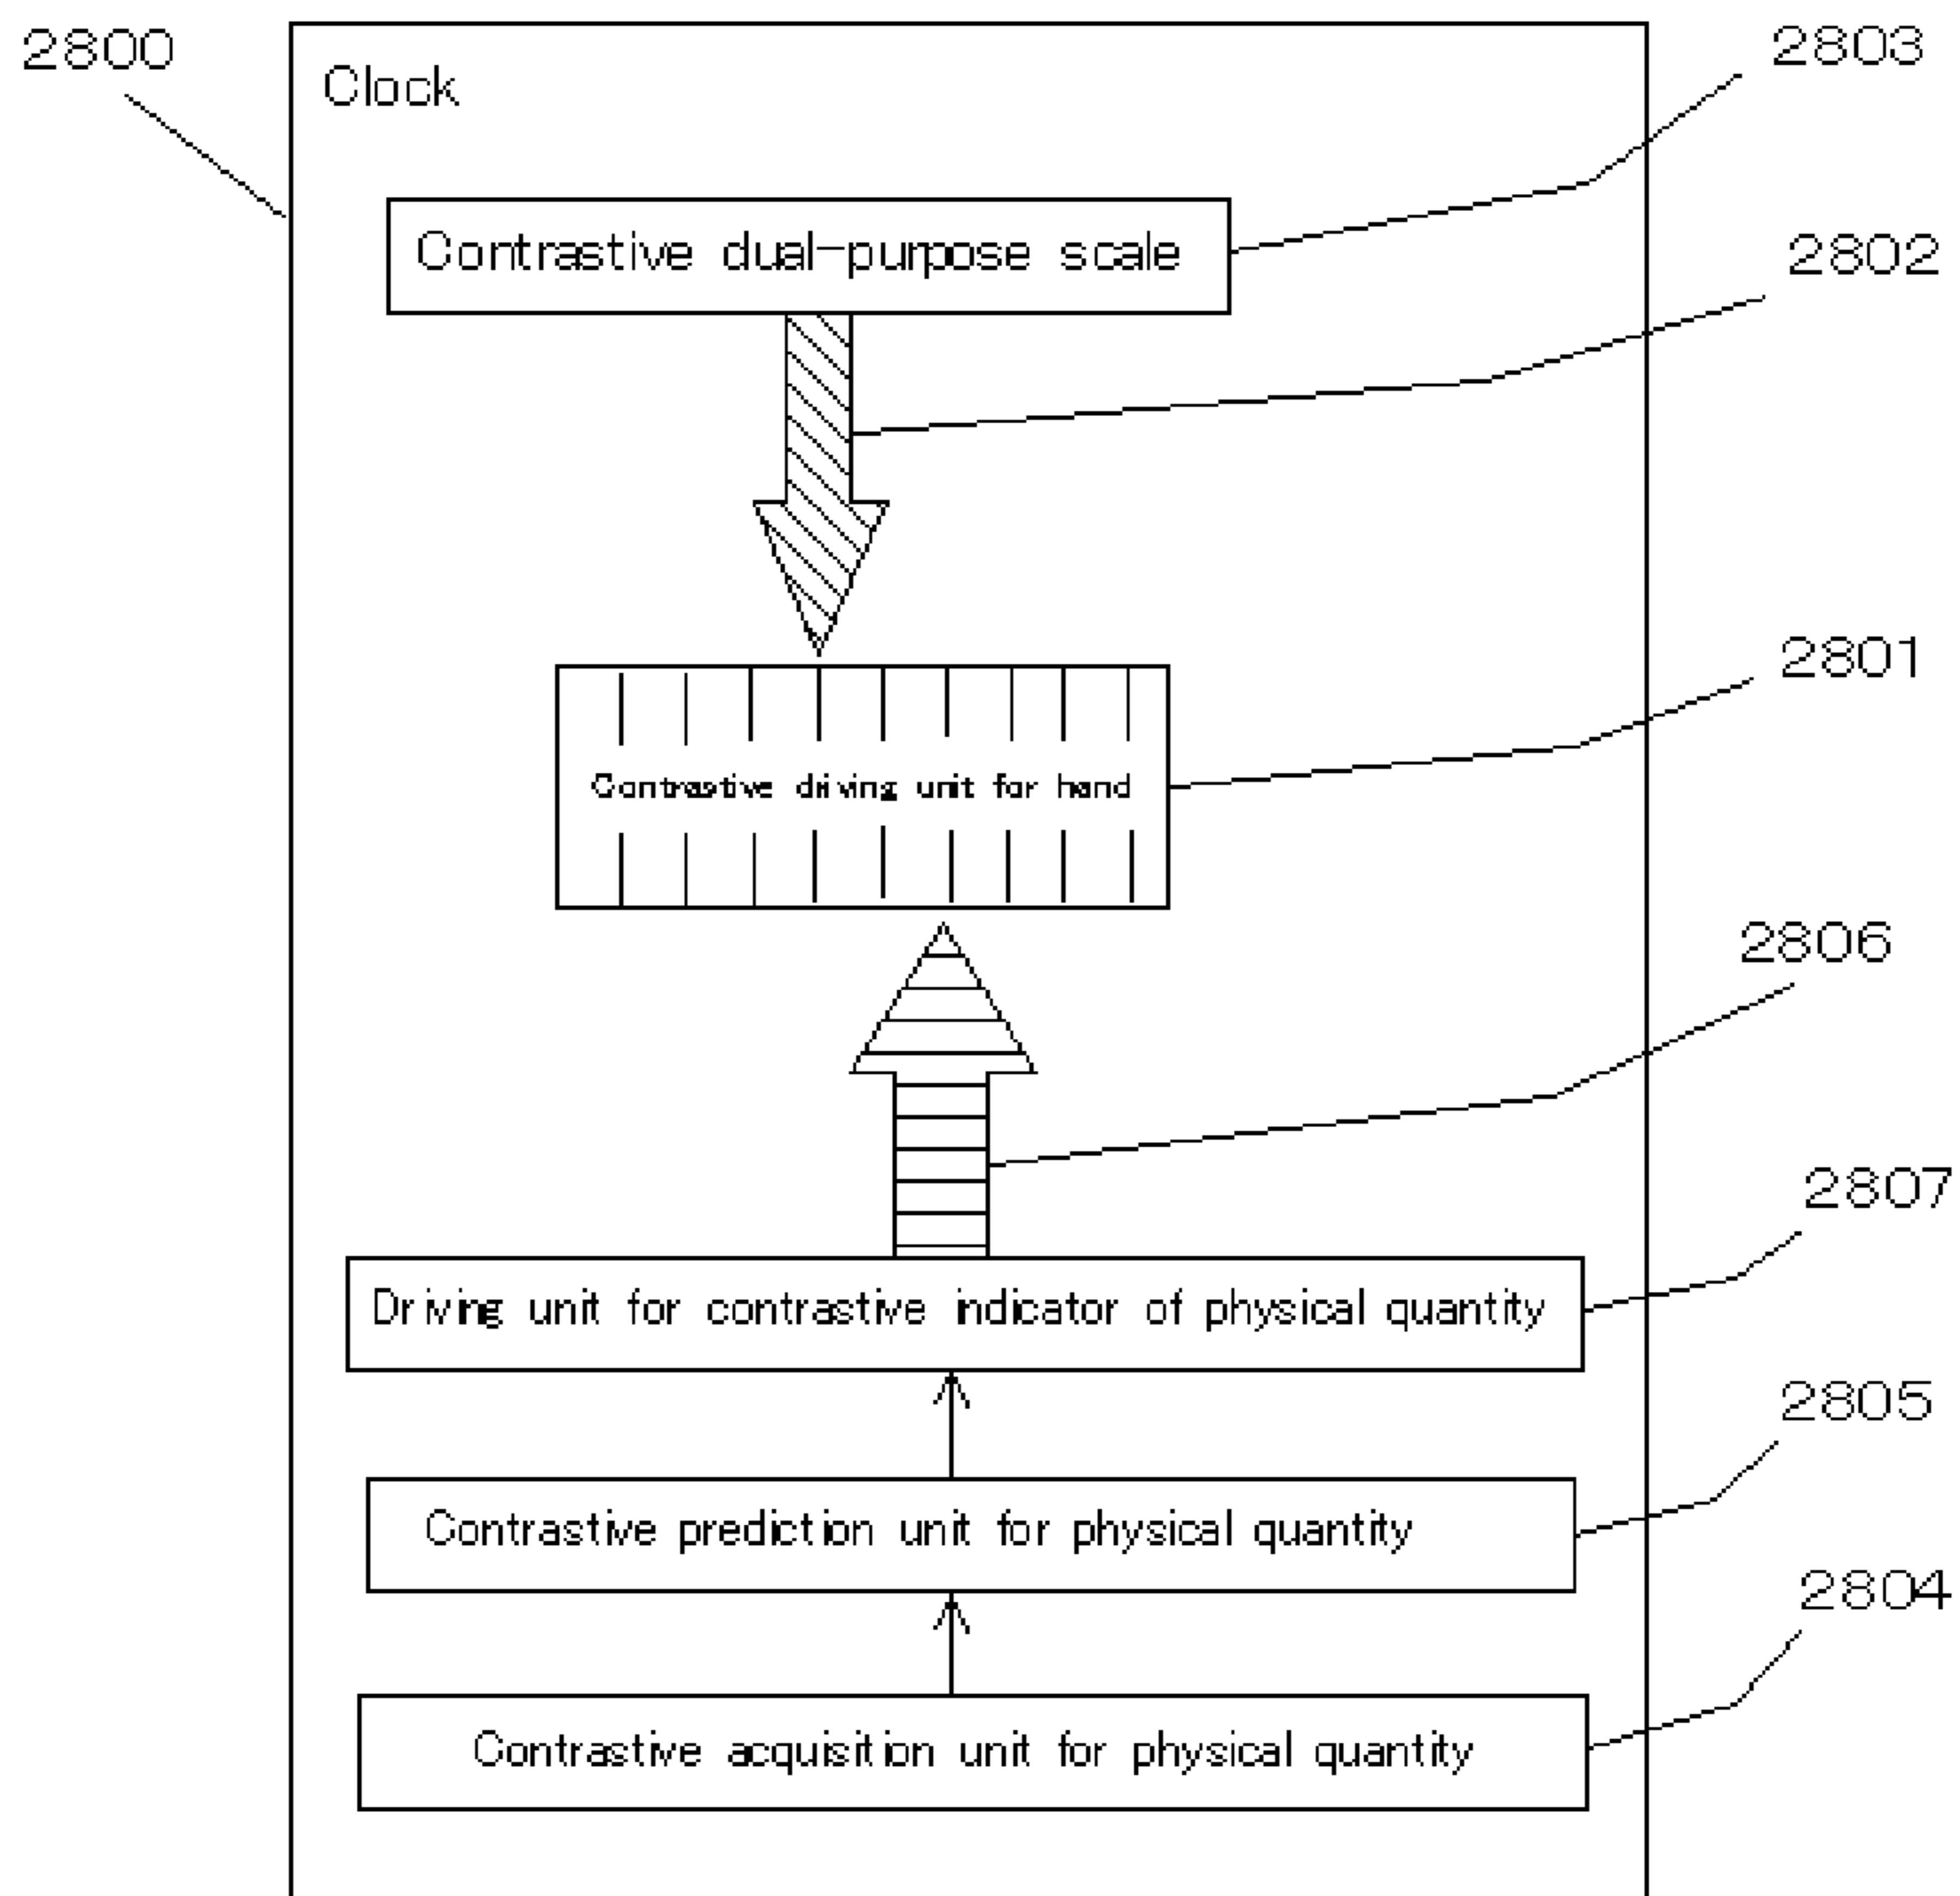 2800
Clock
2803
Contrastive dual-purpose scale
2802
2801
Contrastive driving unit for hand
2806
2807
Driving unit for contrastive indicator of physical quantity
2805
Contrastive prediction unit for physical quantity
2804
Contrastive acquisition unit for physical quantity